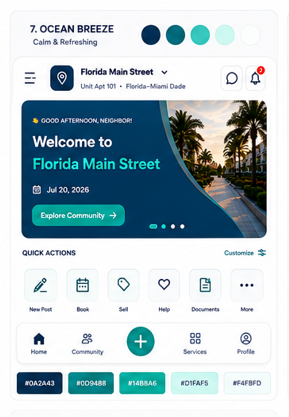 7. OCEAN BREEZE
Calm & Refreshing
Florida Main Street
Unit Apt 101 • Florida-Miami Dade
2
👋 GOOD AFTERNOON, NEIGHBOR!
Welcome to
Florida Main Street
Jul 20, 2026
Explore Community →
QUICK ACTIONS
Customize
New Post
Book
Sell
Help
Documents
More
Home
Community
Services
Profile
#0A2A43
#0D9488
#14B8A6
#D1FAF5
#F4FBFD